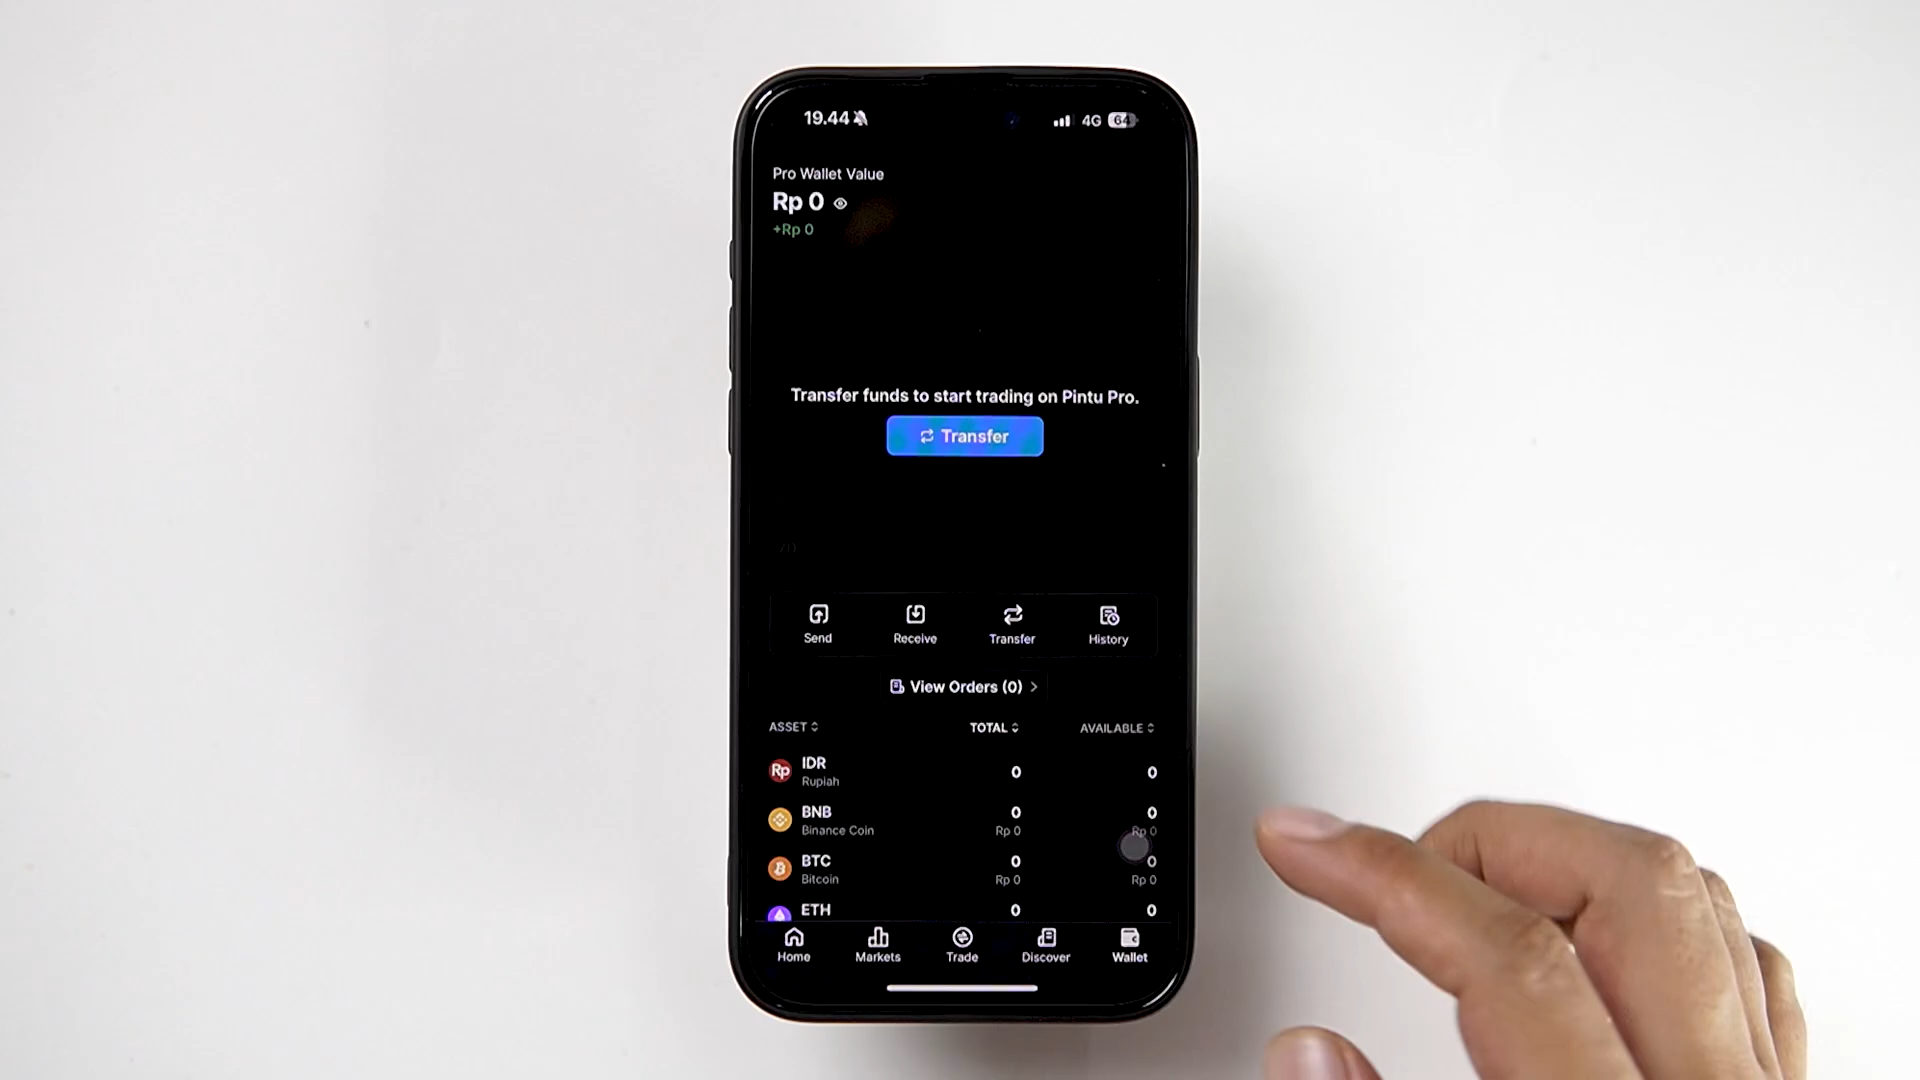 19.44
4G 64
Pro Wallet Value
Rp 0
+Rp 0
Transfer funds to start trading on Pintu Pro.
Transfer
7D
Send Receive Transfer History
View Orders (0) >
ASSET TOTAL AVAILABLE
Rp IDR 0 0
Rupiah
BNB 0 0
Binance Coin Rp 0 Rp 0
BTC 0 0
Bitcoin Rp 0 Rp 0
ETH 0 0
Home Markets Trade Discover Wallet